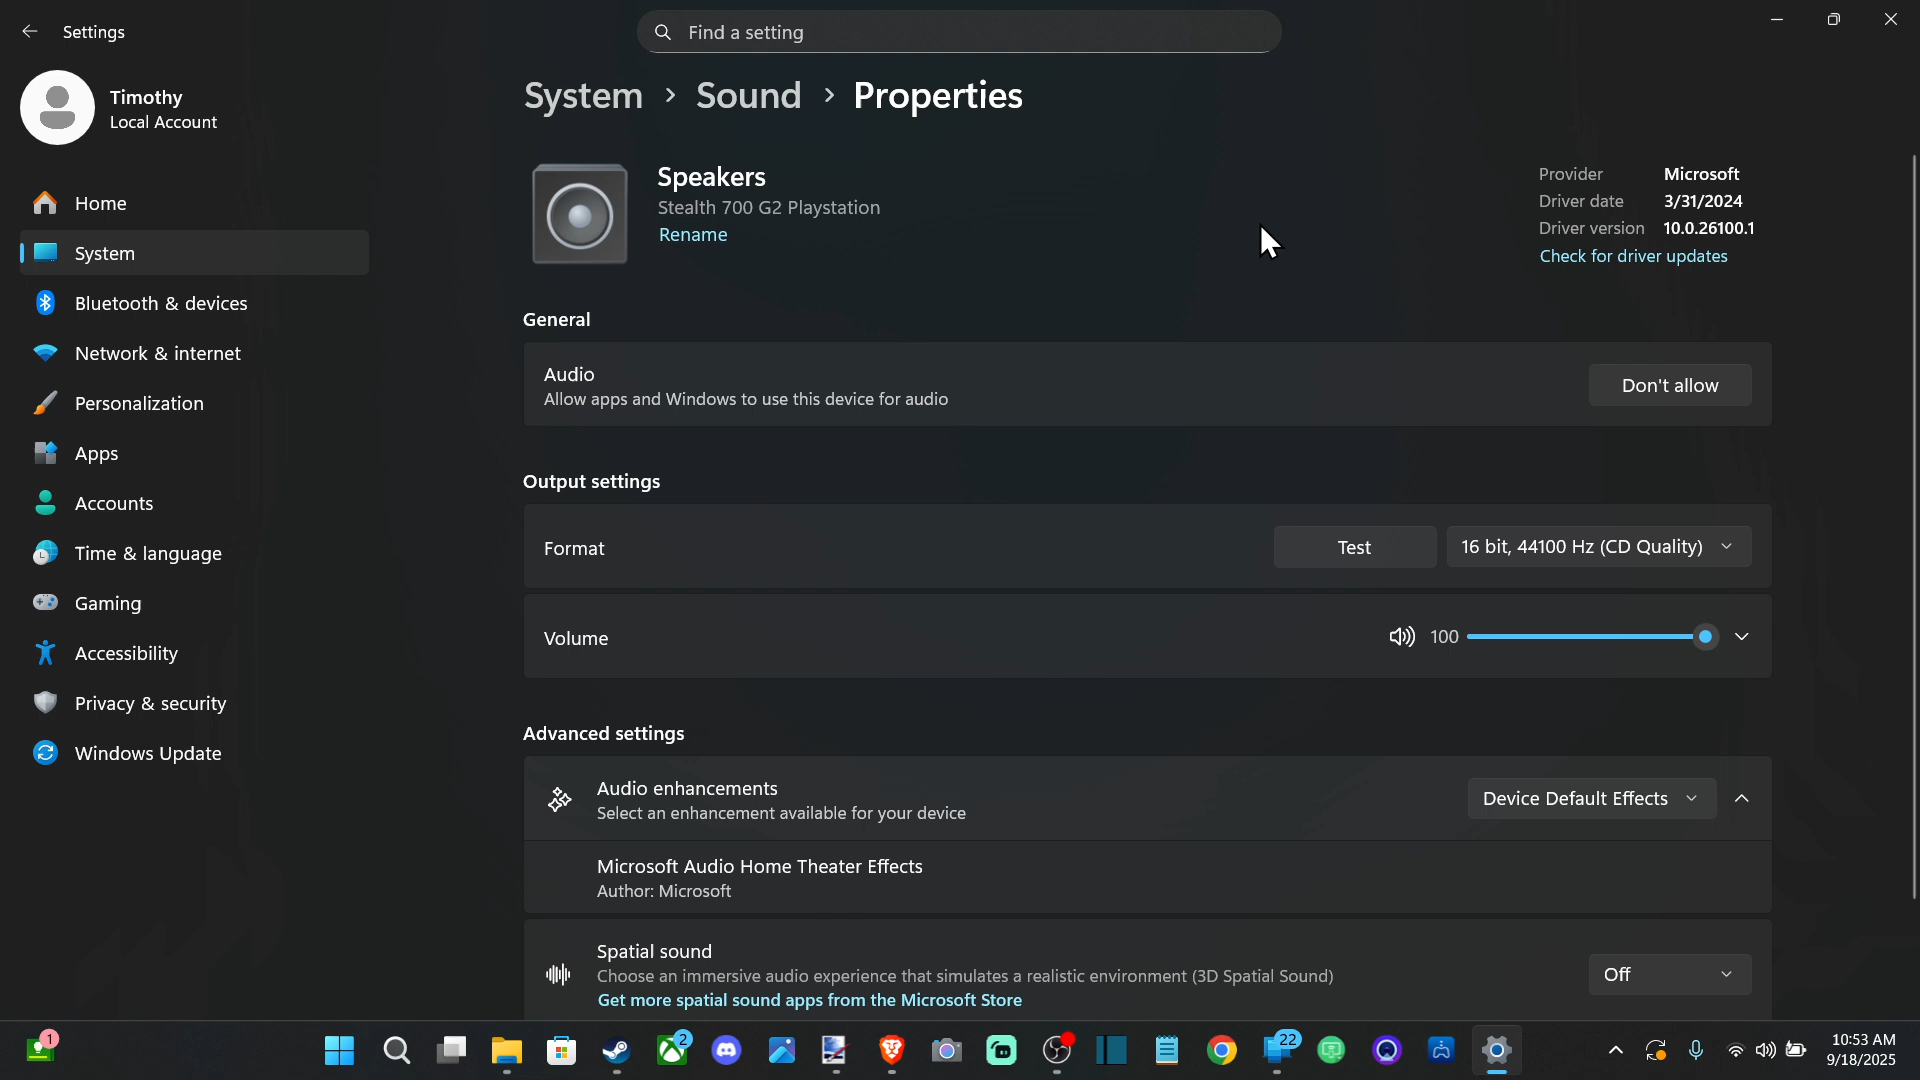 Settings
Find a setting
Timothy
Local Account
Home
System
Bluetooth & devices
Network & internet
Personalization
Apps
Accounts
Time & language
Gaming
Accessibility
Privacy & security
Windows Update
System > Sound > Properties
Speakers
Stealth 700 G2 Playstation
Rename
Provider Microsoft
Driver date 3/31/2024
Driver version 10.0.26100.1
Check for driver updates
General
Audio
Allow apps and Windows to use this device for audio
Don't allow
Output settings
Format
Test
16 bit, 44100 Hz (CD Quality)
Volume
100
Advanced settings
Audio enhancements
Select an enhancement available for your device
Device Default Effects
Microsoft Audio Home Theater Effects
Author: Microsoft
Spatial sound
Choose an immersive audio experience that simulates a realistic environment (3D Spatial Sound)
Get more spatial sound apps from the Microsoft Store
Off
1
2
22
10:53 AM
9/18/2025